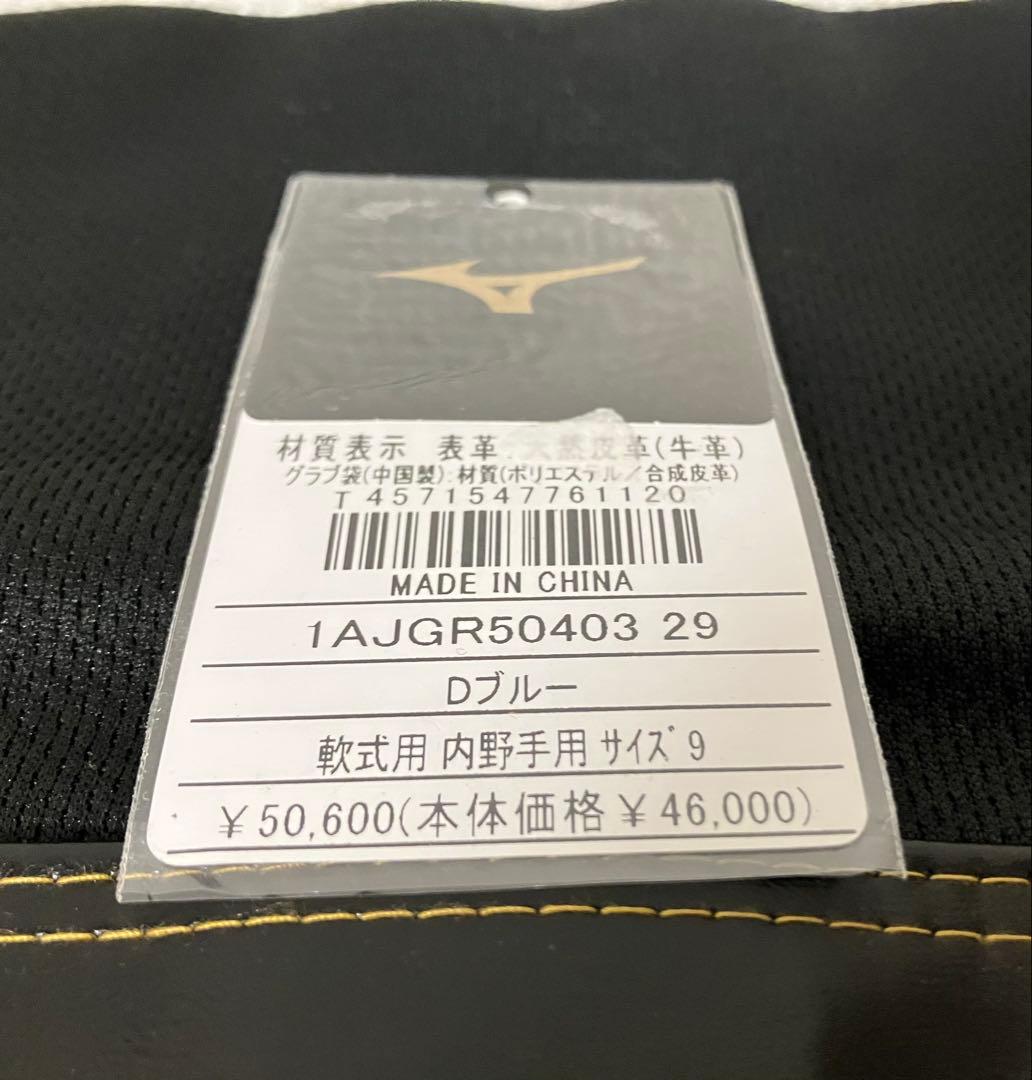 材質表示　表革：天然皮革(牛革)
グラブ袋(中国製):材質(ポリエステル／合成皮革)
T 4571547761120
MADE IN CHINA
1AJGR50403 29
Dブルー
軟式用 内野手用 サイズ9
￥50,600(本体価格￥46,000)